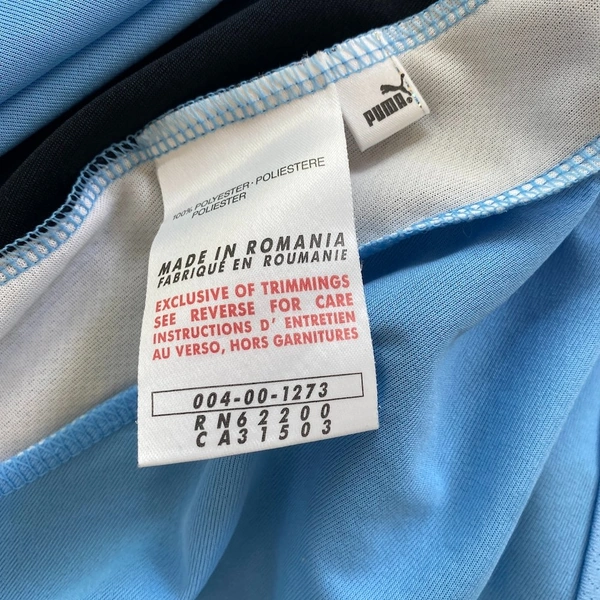 PUMA
100% POLYESTER · POLIESTERE
POLIESTER
MADE IN ROMANIA
FABRIQUÉ EN ROUMANIE
EXCLUSIVE OF TRIMMINGS
SEE REVERSE FOR CARE
INSTRUCTIONS D' ENTRETIEN
AU VERSO, HORS GARNITURES
004-00-1273
RN62200
CA31503